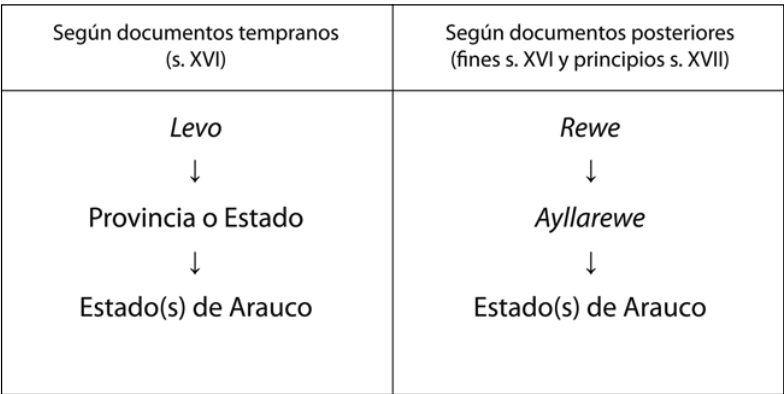 Según documentos tempranos
(s. XVI)
Levo
↓
Provincia o Estado
↓
Estado(s) de Arauco
Según documentos posteriores
(fines s. XVI y principios s. XVII)
Rewe
↓
Ayllarewe
↓
Estado(s) de Arauco